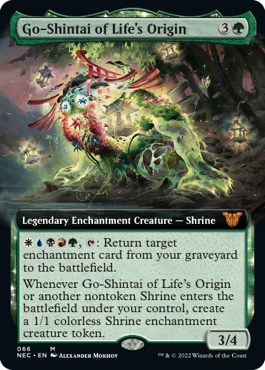 Go-Shintai of Life's Origin 3
Legendary Enchantment Creature — Shrine
: Return target
enchantment card from your graveyard
to the battlefield.
Whenever Go-Shintai of Life's Origin
or another nontoken Shrine enters the
battlefield under your control, create
a 1/1 colorless Shrine enchantment
creature token.
3/4
066 M
NEC • EN Alexander Mokhov
™ & © 2022 Wizards of the Coast